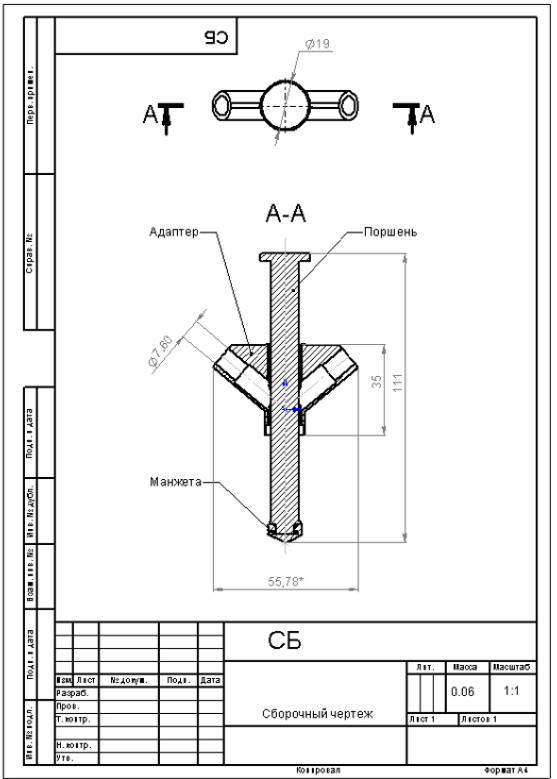 СБ
⌀19
А
А
А-А
Адаптер
Поршень
⌀7,60
35
111
Манжета
55,78*
Перв. примен.
Справ. №
Подп. и дата
Инв. № дубл.
Взам. инв. №
Подп. и дата
Инв. № подл.
СБ
Лит. Масса Масштаб
Изм. Лист № докум. Подп. Дата
Разраб.
0.06 1:1
Пров.
Т. контр.
Сборочный чертеж
Лист 1 Листов 1
Н. контр.
Утв.
Копировал Формат А4